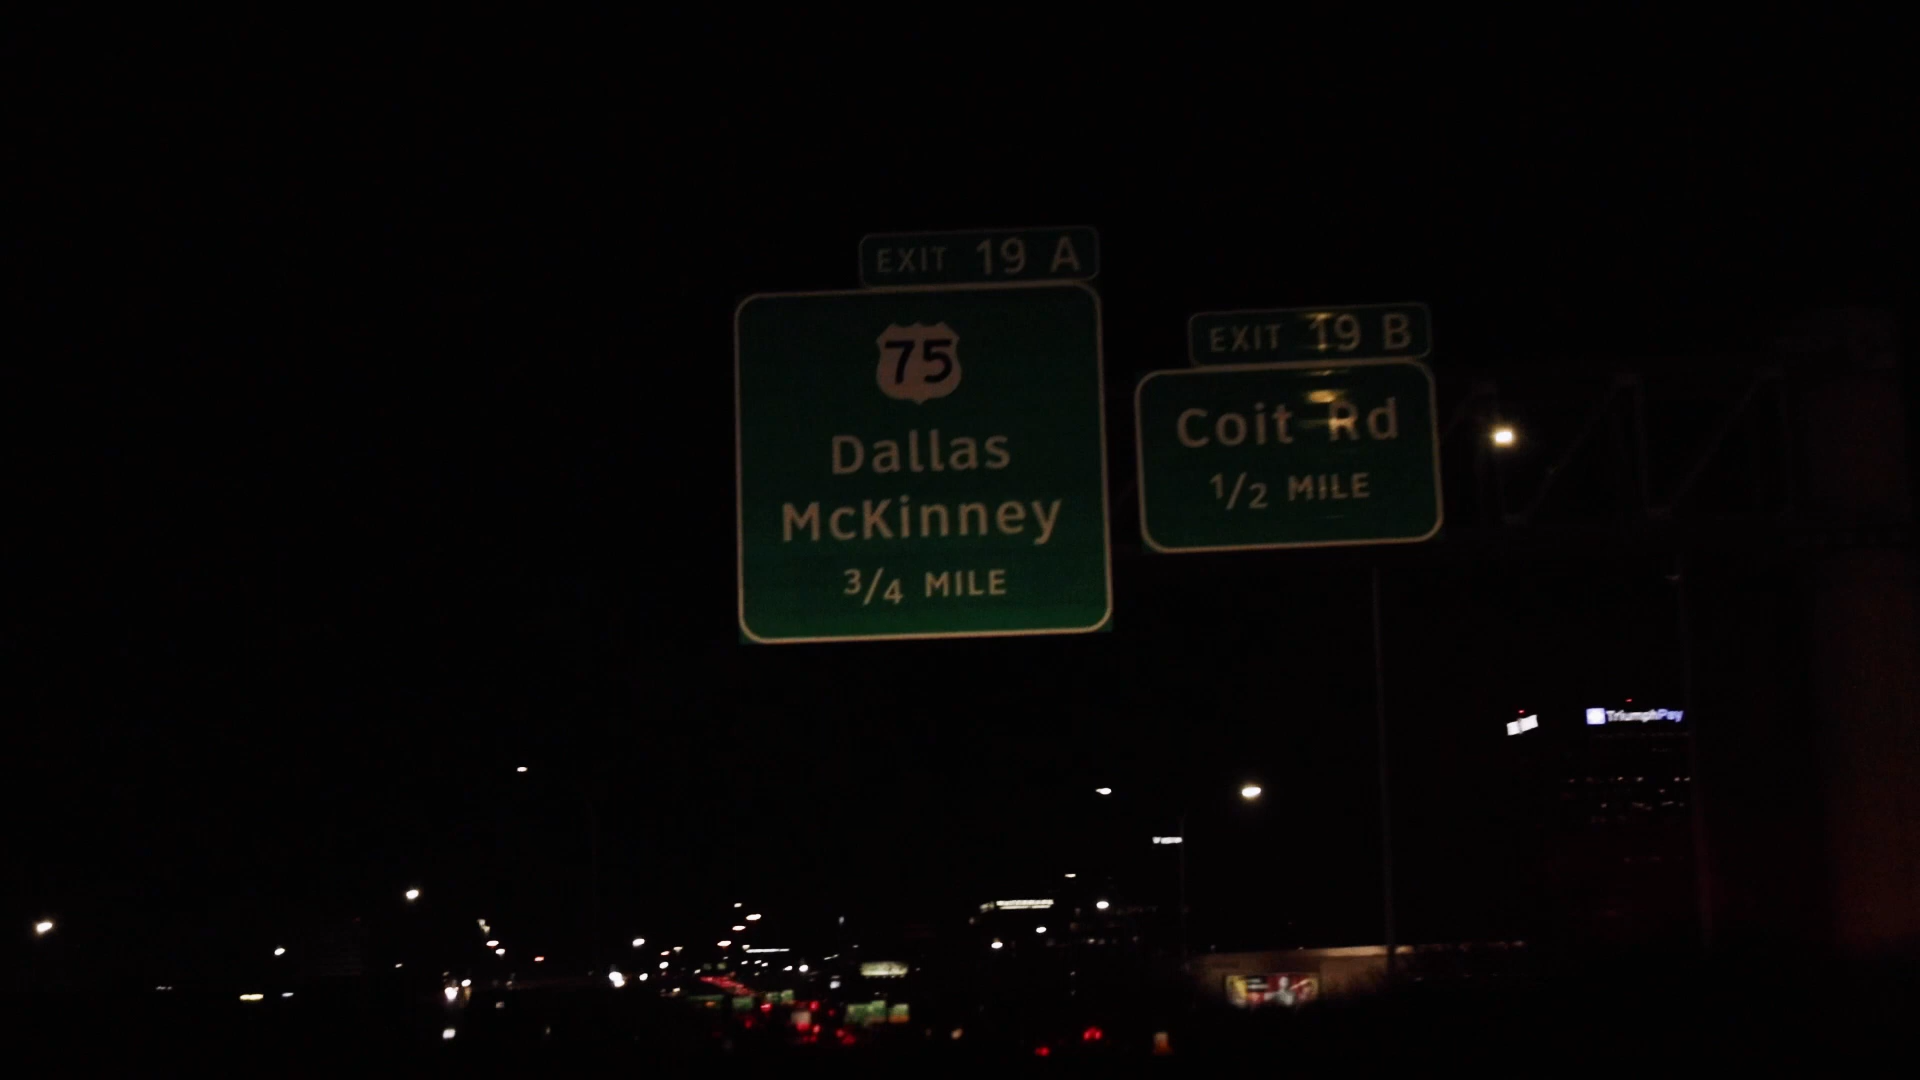 EXIT 19 A
75
Dallas
McKinney
3/4 MILE
EXIT 19 B
Coit Rd
1/2 MILE
TriumphPay